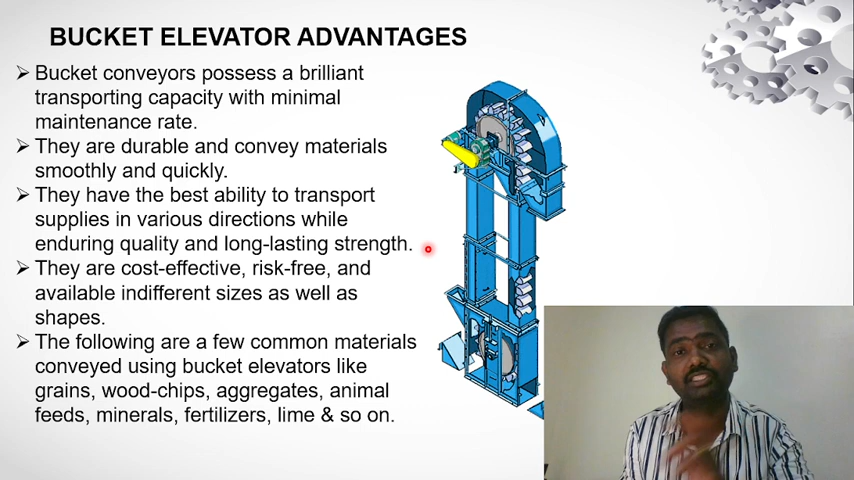 BUCKET ELEVATOR ADVANTAGES
➢ Bucket conveyors possess a brilliant
transporting capacity with minimal
maintenance rate.
➢ They are durable and convey materials
smoothly and quickly.
➢ They have the best ability to transport
supplies in various directions while
enduring quality and long-lasting strength.
➢ They are cost-effective, risk-free, and
available indifferent sizes as well as
shapes.
➢ The following are a few common materials
conveyed using bucket elevators like
grains, wood-chips, aggregates, animal
feeds, minerals, fertilizers, lime & so on.